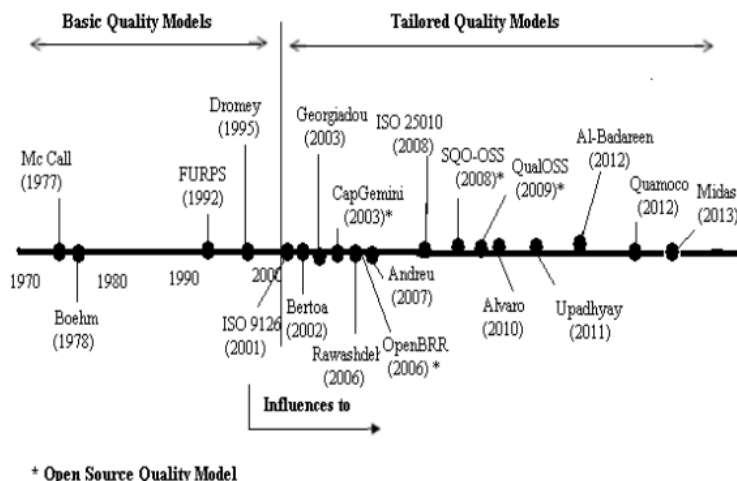 Basic Quality Models
Tailored Quality Models
Dromey
(1995)
Georgiadou
(2003)
ISO 25010
(2008)
Al-Badareen
(2012)
Mc Call
(1977)
FURPS
(1992)
CapGemini
(2003)*
SQO-OSS
(2008)*
QualOSS
(2009)*
Quamoco
(2012)
Midas
(2013)
1970
1980
1990
2000
Boehm
(1978)
ISO 9126
(2001)
Bertoa
(2002)
Rawashdeh
(2006)
OpenBRR
(2006) *
Andreu
(2007)
Alvaro
(2010)
Upadhyay
(2011)
Influences to
* Open Source Quality Model